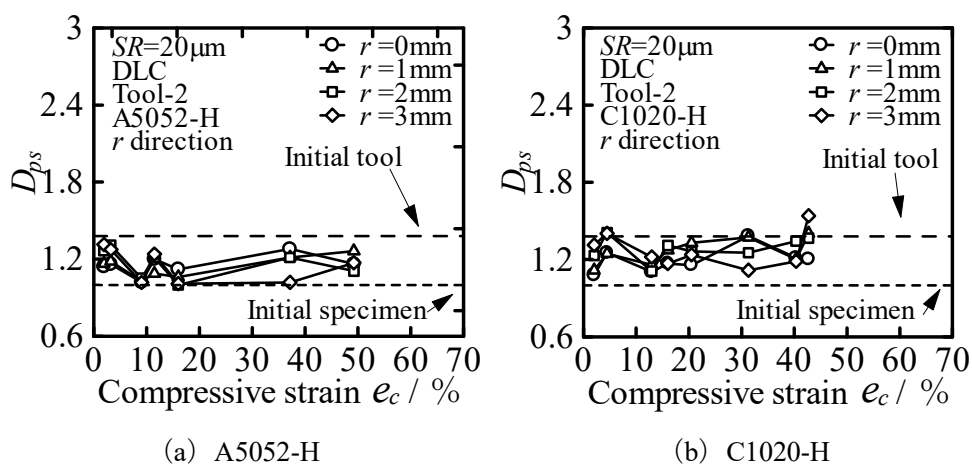 3
2.4
1.8
1.2
0.6
D_ps
SR=20μm
DLC
Tool-2
A5052-H
r direction
r =0mm
r =1mm
r =2mm
r =3mm
Initial tool
Initial specimen
0 10 20 30 40 50 60 70
Compressive strain e_c / %
(a) A5052-H
3
2.4
1.8
1.2
0.6
D_ps
SR=20μm
DLC
Tool-2
C1020-H
r direction
r =0mm
r =1mm
r =2mm
r =3mm
Initial tool
Initial specimen
0 10 20 30 40 50 60 70
Compressive strain e_c / %
(b) C1020-H